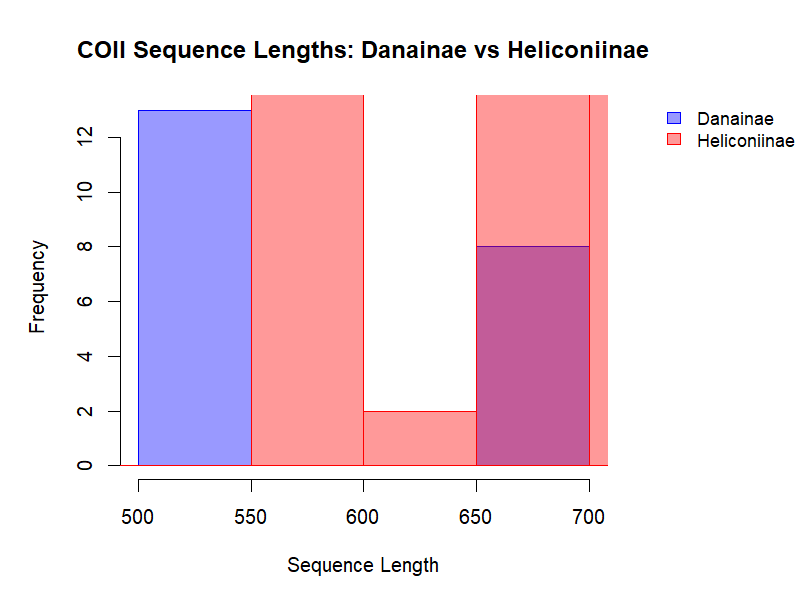 COII Sequence Lengths: Danainae vs Heliconiinae
Danainae
Heliconiinae
Frequency
12
10
8
6
4
2
0
500 550 600 650 700
Sequence Length